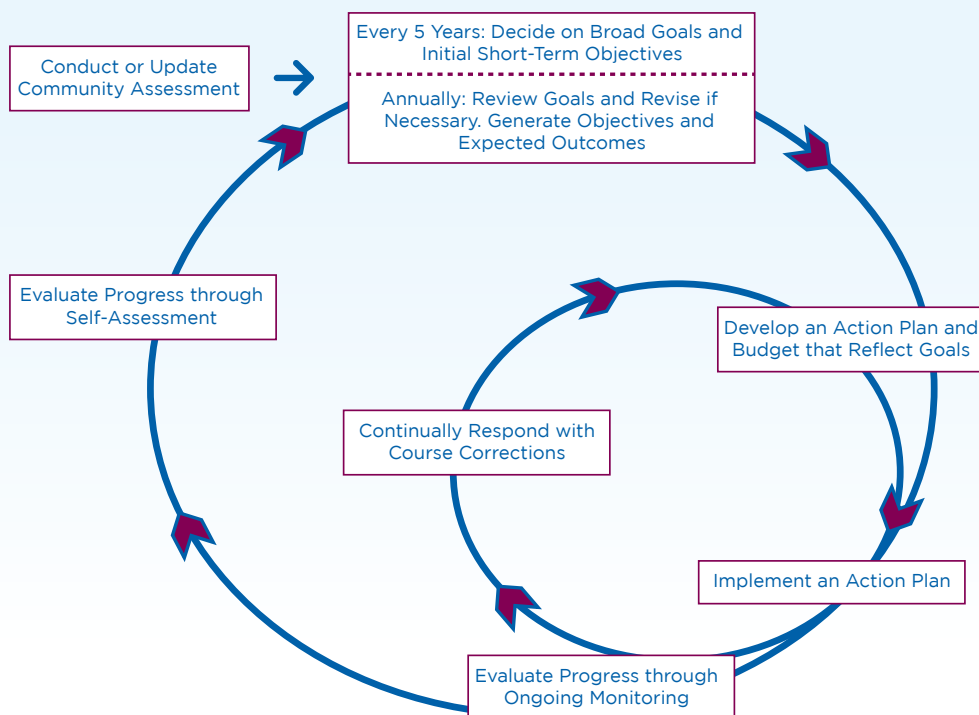 Conduct or Update
Community Assessment
Every 5 Years: Decide on Broad Goals and
Initial Short-Term Objectives
Annually: Review Goals and Revise if
Necessary. Generate Objectives and
Expected Outcomes
Develop an Action Plan and
Budget that Reflect Goals
Implement an Action Plan
Evaluate Progress through
Ongoing Monitoring
Continually Respond with
Course Corrections
Evaluate Progress through
Self-Assessment